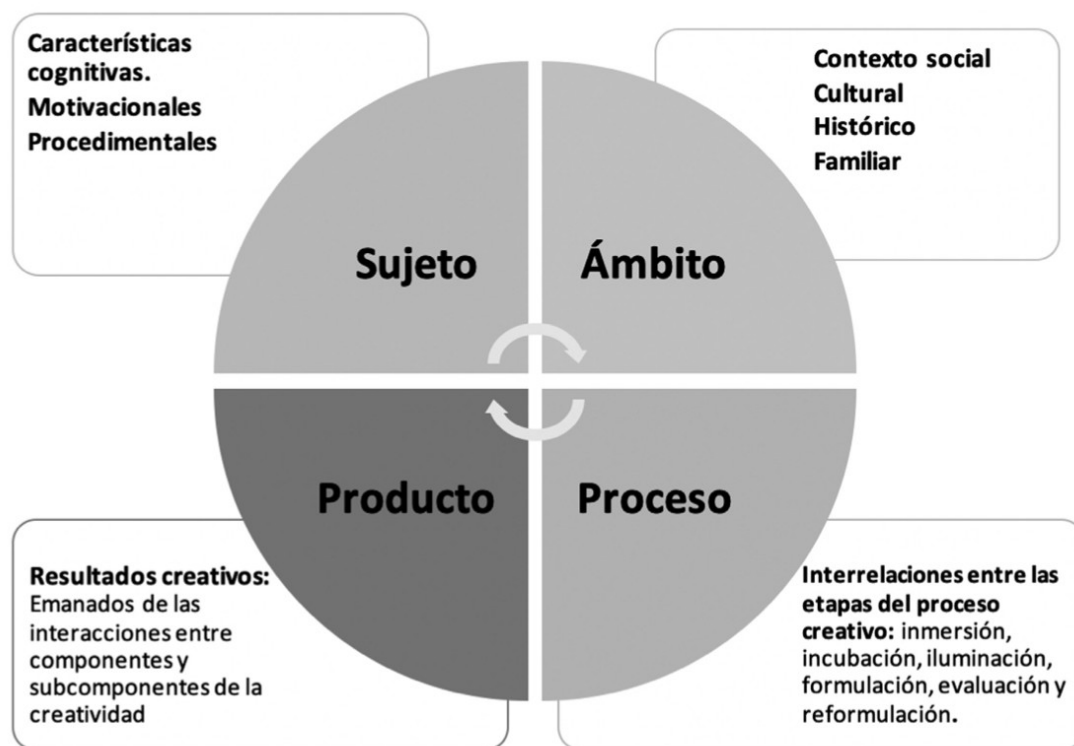 Características
cognitivas.
Motivacionales
Procedimentales
Contexto social
Cultural
Histórico
Familiar
Sujeto
Ámbito
Producto
Proceso
Resultados creativos:
Emanados de las
interacciones entre
componentes y
subcomponentes de la
creatividad
Interrelaciones entre las
etapas del proceso
creativo: inmersión,
incubación, iluminación,
formulación, evaluación y
reformulación.